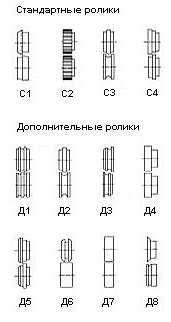 Стандартные ролики
С1 С2 С3 С4
Дополнительные ролики
Д1 Д2 Д3 Д4
Д5 Д6 Д7 Д8